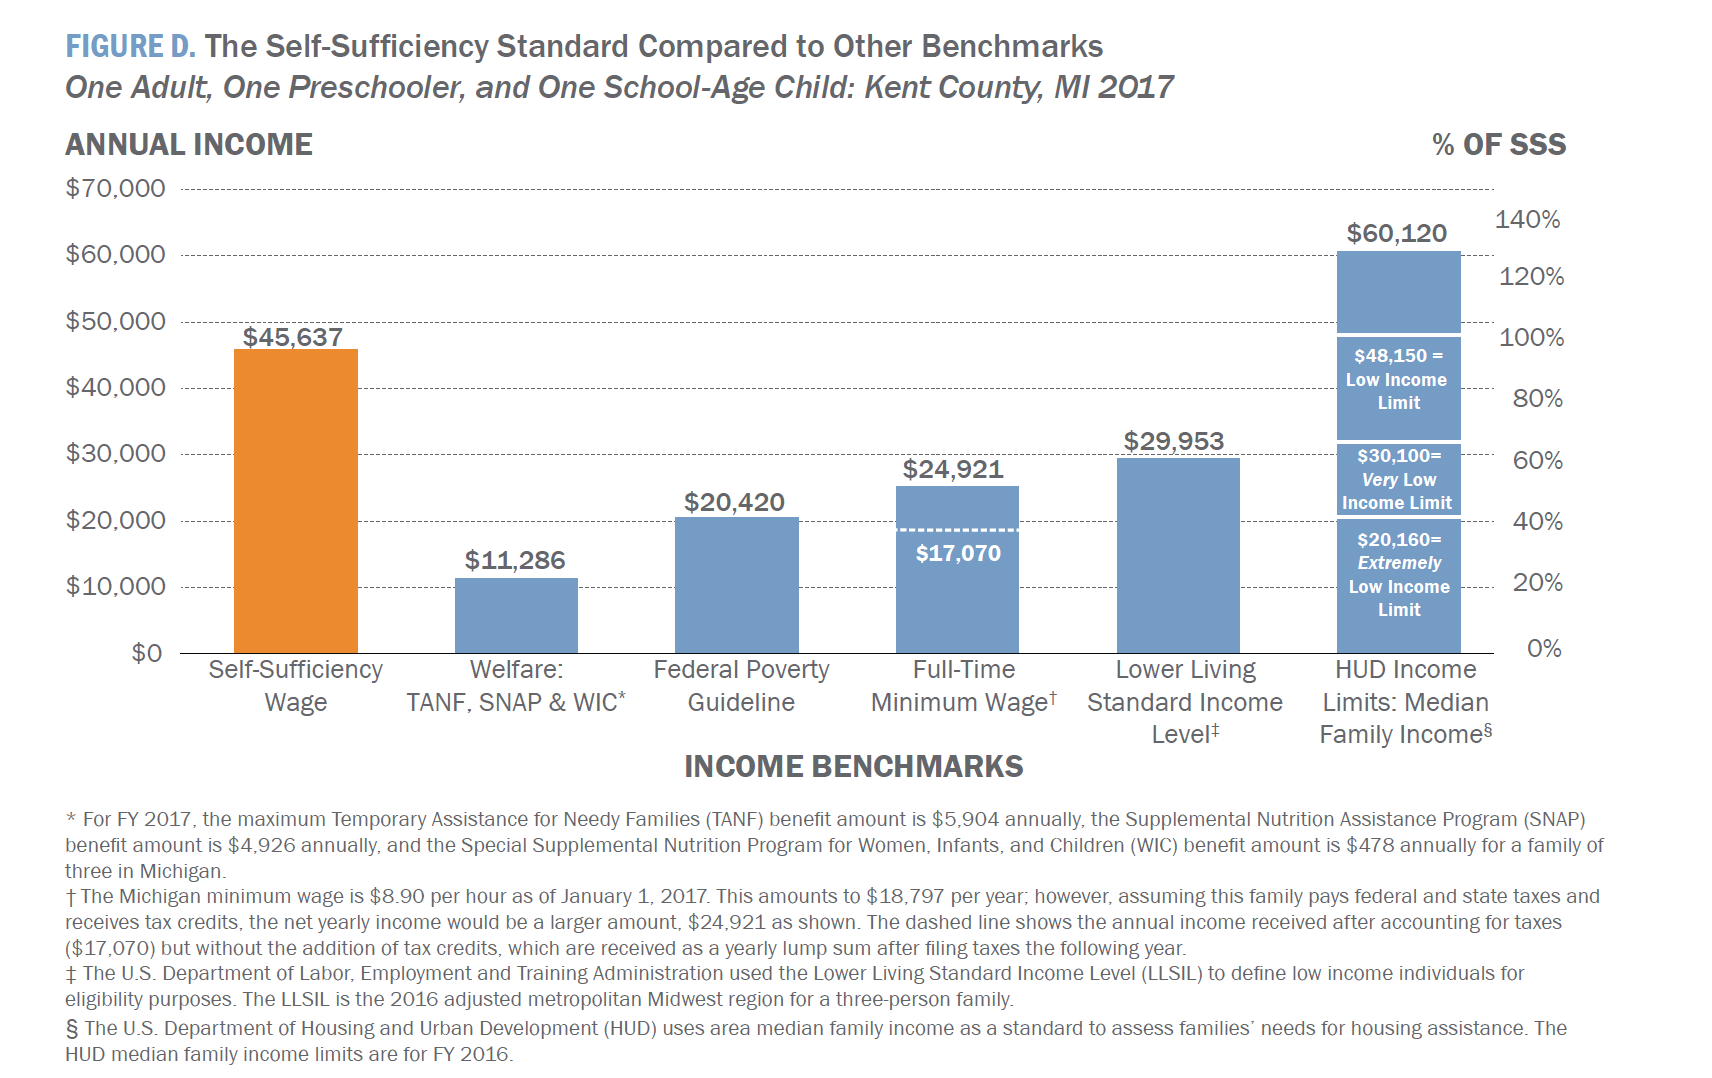 FIGURE D. The Self-Sufficiency Standard Compared to Other Benchmarks
One Adult, One Preschooler, and One School-Age Child: Kent County, MI 2017
ANNUAL INCOME
% OF SSS
$70,000
$60,000
$50,000
$40,000
$30,000
$20,000
$10,000
$0
$45,637
$11,286
$20,420
$24,921
$17,070
$29,953
$60,120
$48,150 =
Low Income
Limit
$30,100=
Very Low
Income Limit
$20,160=
Extremely
Low Income
Limit
140%
120%
100%
80%
60%
40%
20%
0%
Self-Sufficiency
Wage
Welfare:
TANF, SNAP & WIC*
Federal Poverty
Guideline
Full-Time
Minimum Wage†
Lower Living
Standard Income
Level‡
HUD Income
Limits: Median
Family Income§
INCOME BENCHMARKS
* For FY 2017, the maximum Temporary Assistance for Needy Families (TANF) benefit amount is $5,904 annually, the Supplemental Nutrition Assistance Program (SNAP)
benefit amount is $4,926 annually, and the Special Supplemental Nutrition Program for Women, Infants, and Children (WIC) benefit amount is $478 annually for a family of
three in Michigan.
† The Michigan minimum wage is $8.90 per hour as of January 1, 2017. This amounts to $18,797 per year; however, assuming this family pays federal and state taxes and
receives tax credits, the net yearly income would be a larger amount, $24,921 as shown. The dashed line shows the annual income received after accounting for taxes
($17,070) but without the addition of tax credits, which are received as a yearly lump sum after filing taxes the following year.
‡ The U.S. Department of Labor, Employment and Training Administration used the Lower Living Standard Income Level (LLSIL) to define low income individuals for
eligibility purposes. The LLSIL is the 2016 adjusted metropolitan Midwest region for a three-person family.
§ The U.S. Department of Housing and Urban Development (HUD) uses area median family income as a standard to assess families' needs for housing assistance. The
HUD median family income limits are for FY 2016.